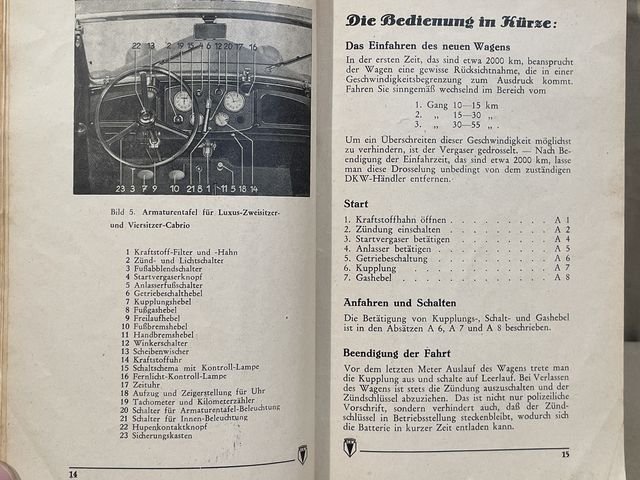 22 13 12 19 15 4 6 12 20 17 16
23 3 7 9 10 21 8 1 11 5 18 14
Bild 5. Armaturentafel für Luxus-Zweisitzer-
und Viersitzer-Cabrio
1 Kraftstoff-Filter und -Hahn
2 Zünd- und Lichtschalter
3 Fußabblendschalter
4 Startvergaserknopf
5 Anlasserfußschalter
6 Getriebeschalthebel
7 Kupplungshebel
8 Fußgashebel
9 Freilaufhebel
10 Fußbremshebel
11 Handbremshebel
12 Winkerschalter
13 Scheibenwischer
14 Kraftstoffuhr
15 Schaltschema mit Kontroll-Lampe
16 Fernlicht-Kontroll-Lampe
17 Zeituhr
18 Aufzug und Zeigerstellung für Uhr
19 Tachometer und Kilometerzähler
20 Schalter für Armaturentafel-Beleuchtung
21 Schalter für Innen-Beleuchtung
22 Hupenkontaktknopf
23 Sicherungskasten
14
Die Bedienung in Kürze:
Das Einfahren des neuen Wagens
In der ersten Zeit, das sind etwa 2000 km, beansprucht
der Wagen eine gewisse Rücksichtnahme, die in einer
Geschwindigkeitsbegrenzung zum Ausdruck kommt.
Fahren Sie sinngemäß wechselnd im Bereich vom
1. Gang 10—15 km
2. „ 15—30 „
3. „ 30—55 „ .
Um ein Überschreiten dieser Geschwindigkeit möglichst
zu verhindern, ist der Vergaser gedrosselt. — Nach Be-
endigung der Einfahrzeit, das sind etwa 2000 km, lasse
man diese Drosselung unbedingt von dem zuständigen
DKW-Händler entfernen.
Start
1. Kraftstoffhahn öffnen . . . . . . . . . . A 1
2. Zündung einschalten . . . . . . . . . . A 2
3. Startvergaser betätigen . . . . . . . . . A 4
4. Anlasser betätigen . . . . . . . . . . . A 5
5. Getriebeschaltung . . . . . . . . . . . A 6
6. Kupplung . . . . . . . . . . . . . . A 7
7. Gashebel . . . . . . . . . . . . . . A 8
Anfahren und Schalten
Die Betätigung von Kupplungs-, Schalt- und Gashebel
ist in den Absätzen A 6, A 7 und A 8 beschrieben.
Beendigung der Fahrt
Vor dem letzten Meter Auslauf des Wagens trete man
die Kupplung aus und schalte auf Leerlauf. Bei Verlassen
des Wagens ist stets die Zündung auszuschalten und der
Zündschlüssel abzuziehen. Das ist nicht nur polizeiliche
Vorschrift, sondern verhindert auch, daß der Zünd-
schlüssel in Betriebsstellung steckenbleibt, wodurch sich
die Batterie in kurzer Zeit entladen kann.
15